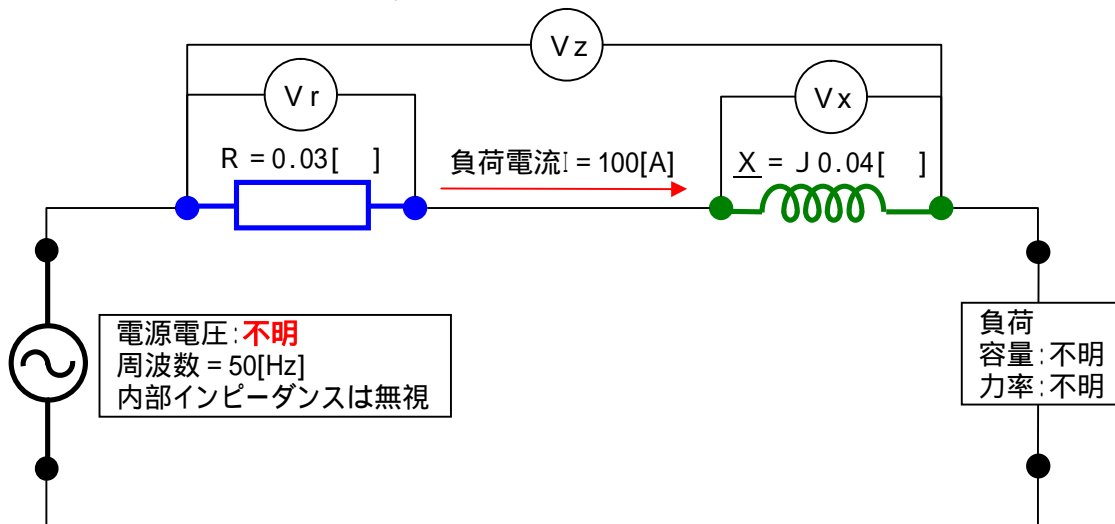 Vz
Vr
Vx
R = 0.03[　]
負荷電流I = 100[A]
X = J 0.04[　]
電源電圧:不明
周波数 = 50[Hz]
内部インピーダンスは無視
負荷
容量:不明
力率:不明